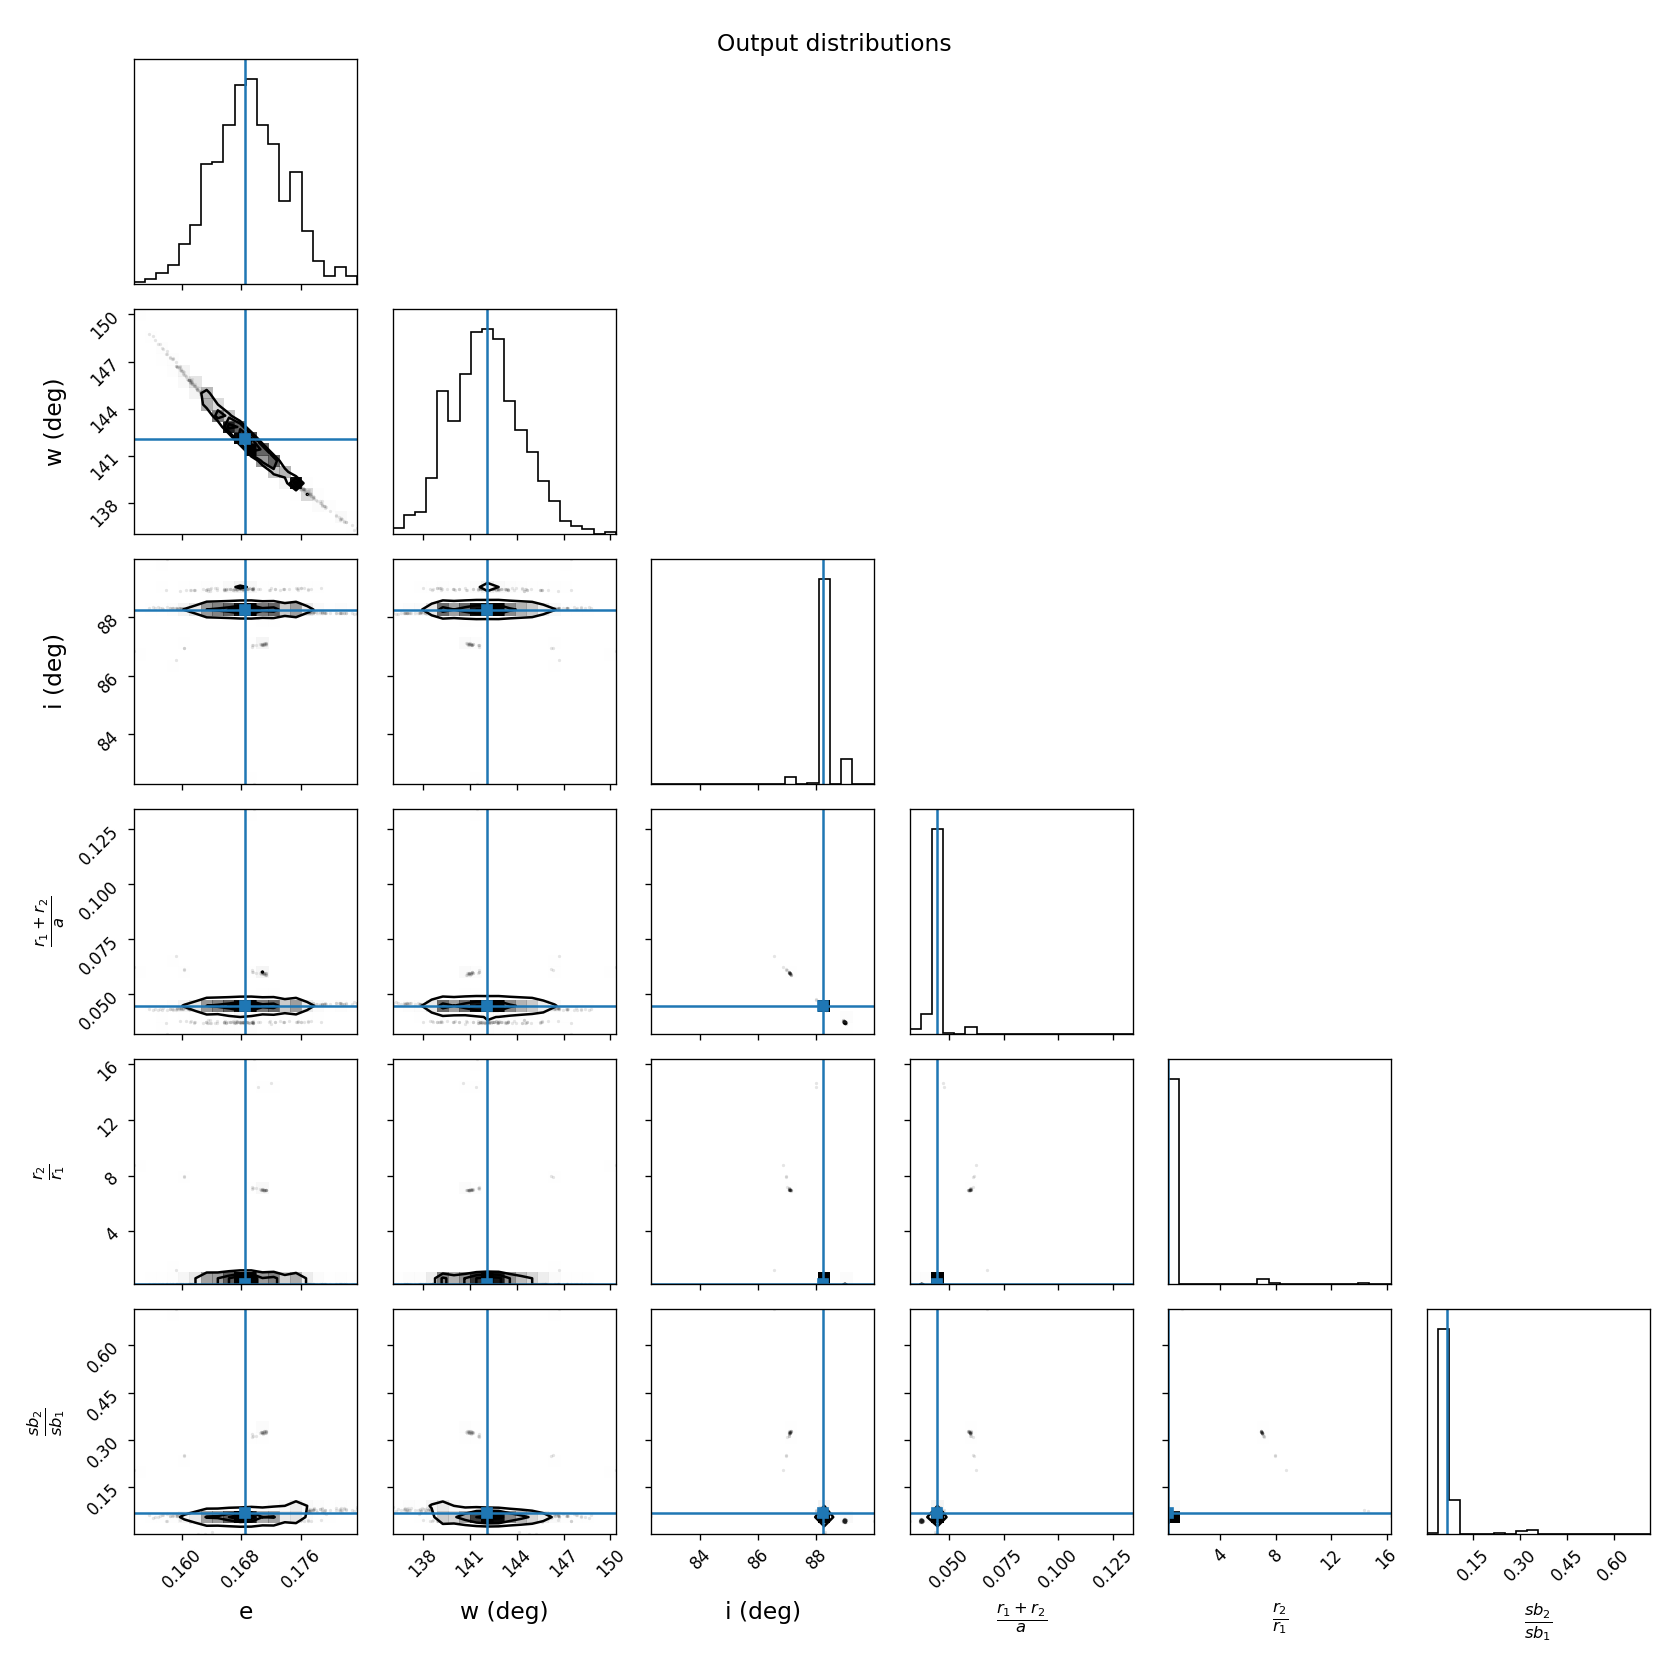 Output distributions
w (deg)
150
147
144
141
138
i (deg)
88
86
84
r₁ + r₂
a
0.125
0.100
0.075
0.050
r₂
r₁
16
12
8
4
sb₂
sb₁
0.60
0.45
0.30
0.15
0.160 0.168 0.176 138 141 144 147 150 84 86 88 0.050 0.075 0.100 0.125 4 8 12 16 0.15 0.30 0.45 0.60
e w (deg) i (deg)
r₁ + r₂
a
r₂
r₁
sb₂
sb₁